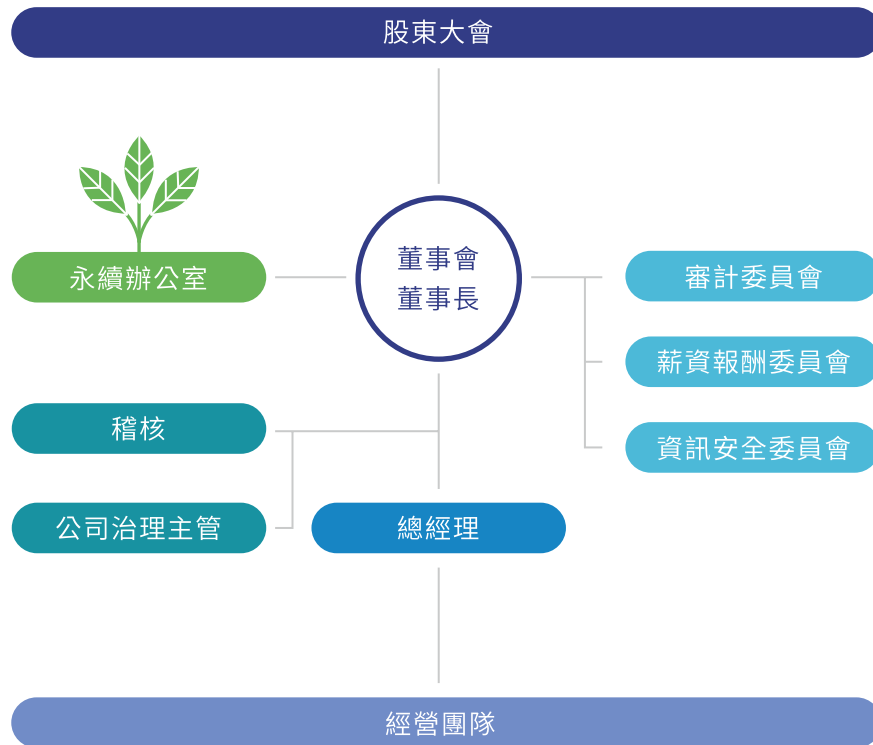 股東大會
永續辦公室
董事會
董事長
審計委員會
薪資報酬委員會
資訊安全委員會
稽核
公司治理主管
總經理
經營團隊